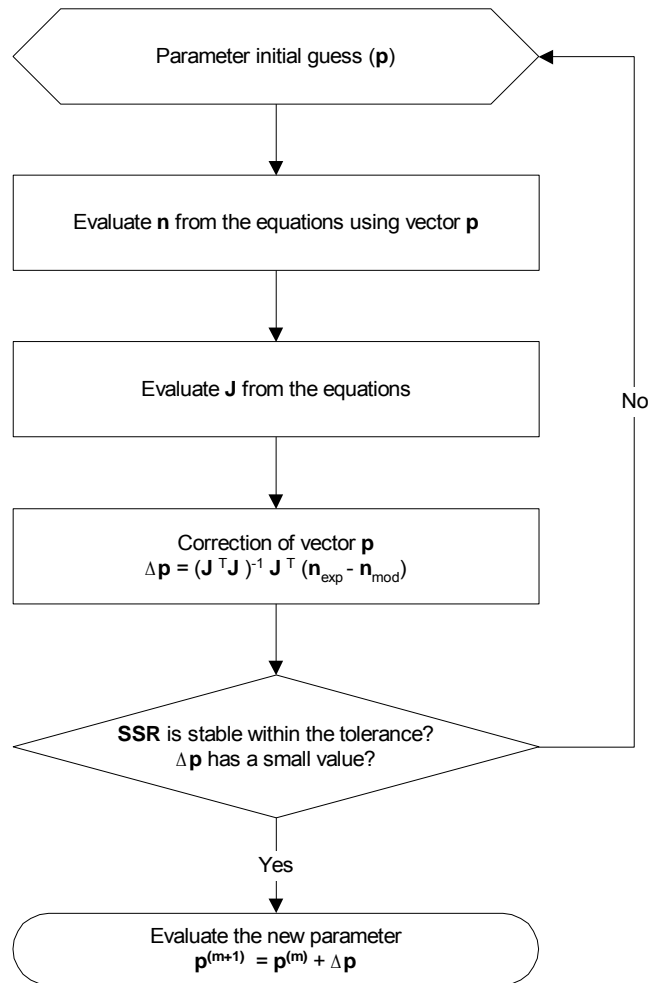 Parameter initial guess (p)
Evaluate n from the equations using vector p
Evaluate J from the equations
No
Correction of vector p
Δp = (J ᵀJ )⁻¹ J ᵀ (nₑₓₚ - nₘₒd)
SSR is stable within the tolerance?
Δp has a small value?
Yes
Evaluate the new parameter
p⁽ᵐ⁺¹⁾ = p⁽ᵐ⁾ + Δp